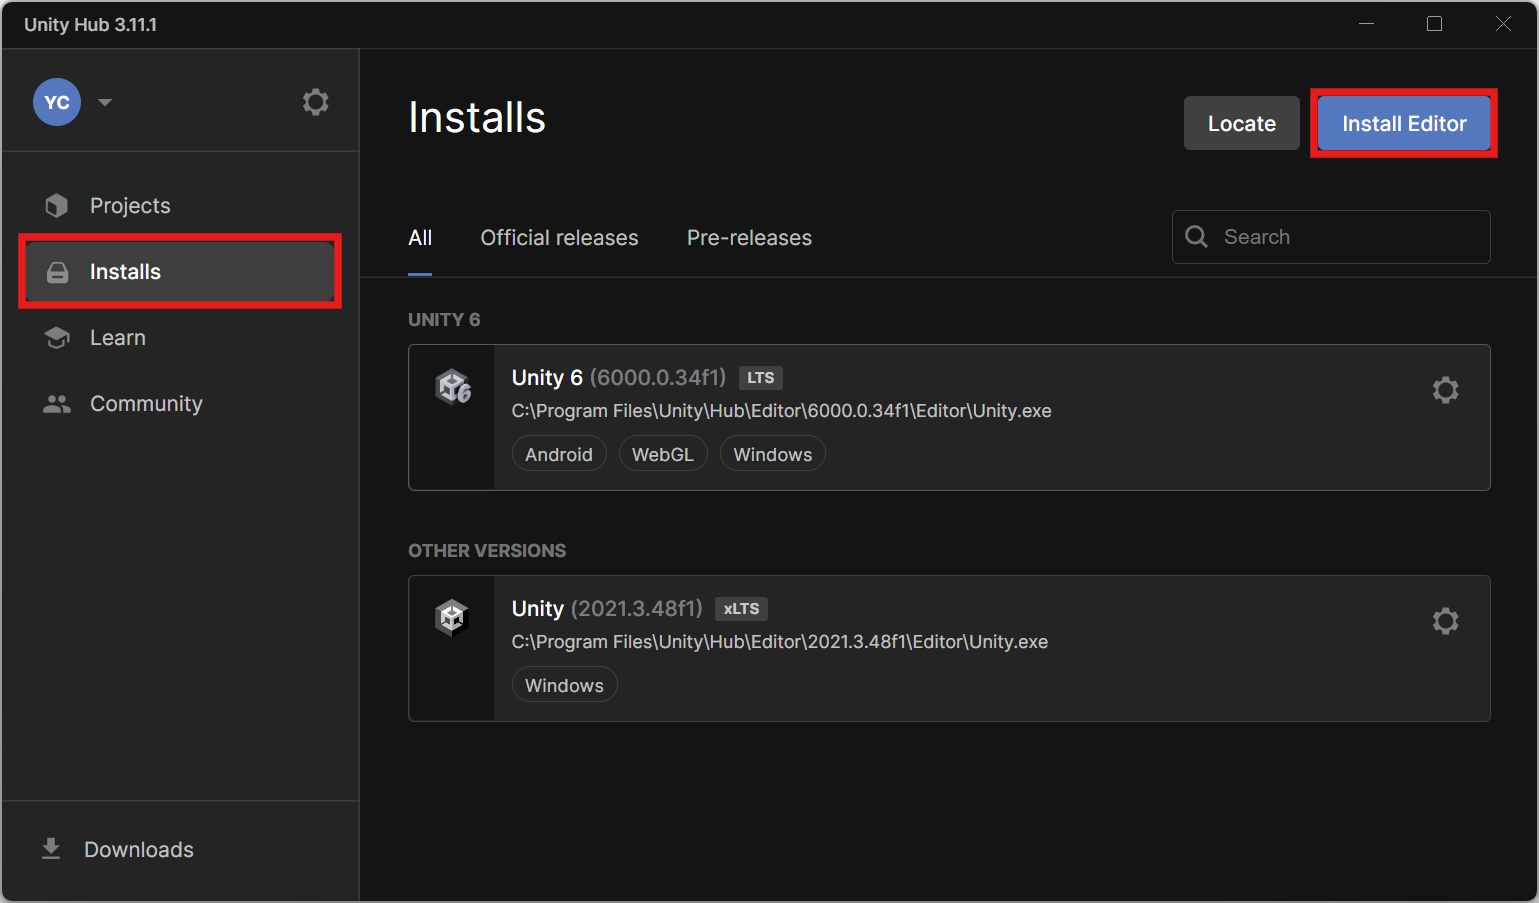 Unity Hub 3.11.1
YC
Projects
Installs
Learn
Community
Downloads
Installs
Locate
Install Editor
All
Official releases
Pre-releases
Search
UNITY 6
Unity 6 (6000.0.34f1) LTS
C:\Program Files\Unity\Hub\Editor\6000.0.34f1\Editor\Unity.exe
Android WebGL Windows
OTHER VERSIONS
Unity (2021.3.48f1) xLTS
C:\Program Files\Unity\Hub\Editor\2021.3.48f1\Editor\Unity.exe
Windows